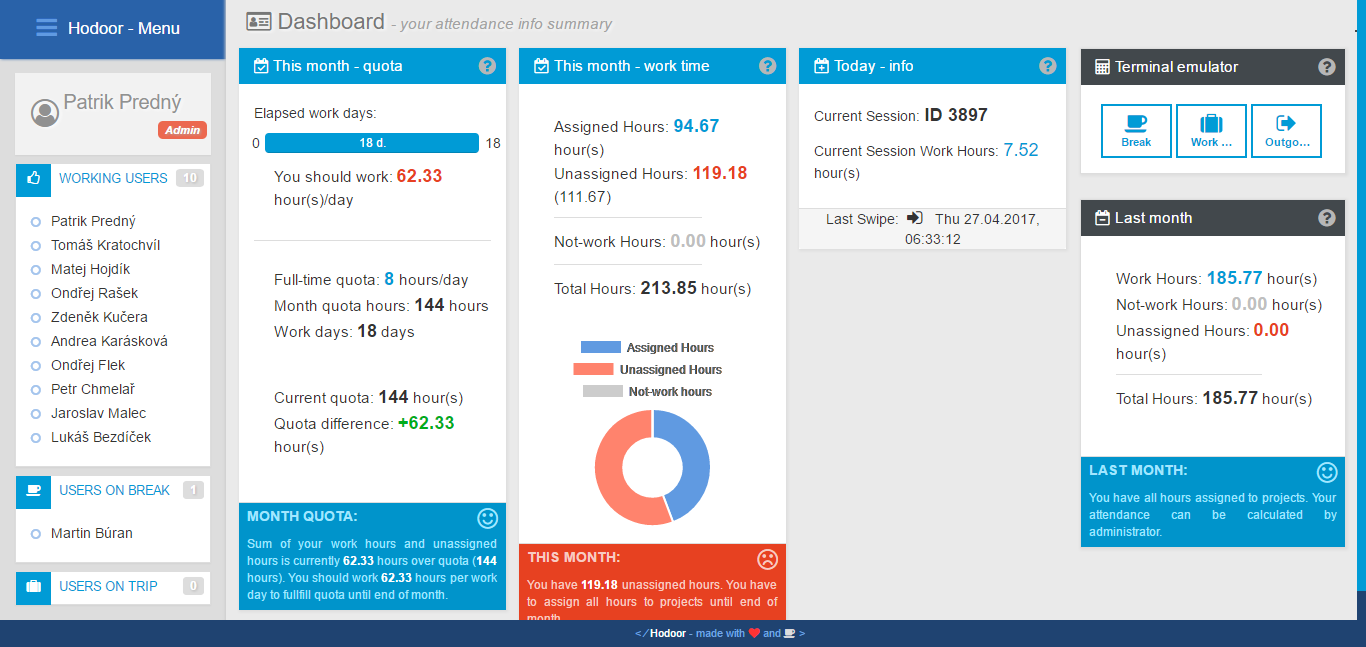 Hodoor - Menu
Patrik Predný
Admin
WORKING USERS 10
Patrik Predný
Tomáš Kratochvíl
Matej Hojdík
Ondřej Rašek
Zdeněk Kučera
Andrea Karásková
Ondřej Flek
Petr Chmelař
Jaroslav Malec
Lukáš Bezdíček
USERS ON BREAK 1
Martin Búran
USERS ON TRIP 0
Dashboard - your attendance info summary
This month - quota ?
Elapsed work days:
0 18 d. 18
You should work: 62.33
hour(s)/day
Full-time quota: 8 hours/day
Month quota hours: 144 hours
Work days: 18 days
Current quota: 144 hour(s)
Quota difference: +62.33
hour(s)
MONTH QUOTA:
Sum of your work hours and unassigned
hours is currently 62.33 hours over quota (144
hours). You should work 62.33 hours per work
day to fullfill quota until end of month.
This month - work time ?
Assigned Hours: 94.67
hour(s)
Unassigned Hours: 119.18
(111.67)
Not-work Hours: 0.00 hour(s)
Total Hours: 213.85 hour(s)
Assigned Hours
Unassigned Hours
Not-work hours
THIS MONTH:
You have 119.18 unassigned hours. You have
to assign all hours to projects until end of
month.
Today - info ?
Current Session: ID 3897
Current Session Work Hours: 7.52
hour(s)
Last Swipe: Thu 27.04.2017,
06:33:12
Terminal emulator ?
Break Work ... Outgo...
Last month ?
Work Hours: 185.77 hour(s)
Not-work Hours: 0.00 hour(s)
Unassigned Hours: 0.00
hour(s)
Total Hours: 185.77 hour(s)
LAST MONTH:
You have all hours assigned to projects. Your
attendance can be calculated by
administrator.
</Hodoor - made with and >